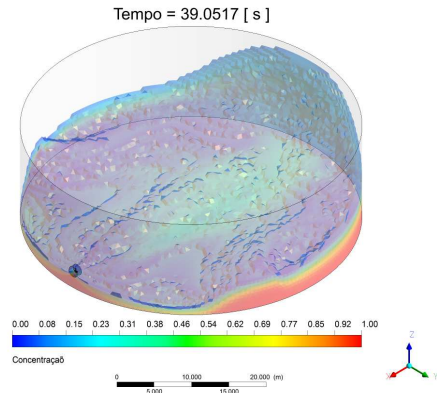 Tempo = 39.0517 [ s ]
0.00 0.08 0.15 0.23 0.31 0.38 0.46 0.54 0.62 0.69 0.77 0.85 0.92 1.00
Concentraçaõ
0 10.000 20.000 (m)
5.000 15.000
Z
X Y